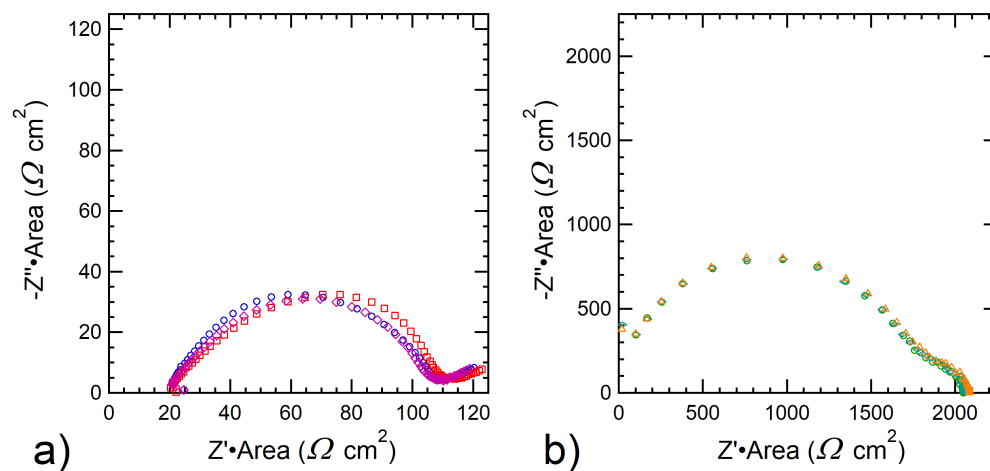 120
100
80
60
40
20
0
-Z"•Area (Ω cm²)
0 20 40 60 80 100 120
Z'•Area (Ω cm²)
a)
2000
1500
1000
500
0
-Z"•Area (Ω cm²)
0 500 1000 1500 2000
Z'•Area (Ω cm²)
b)